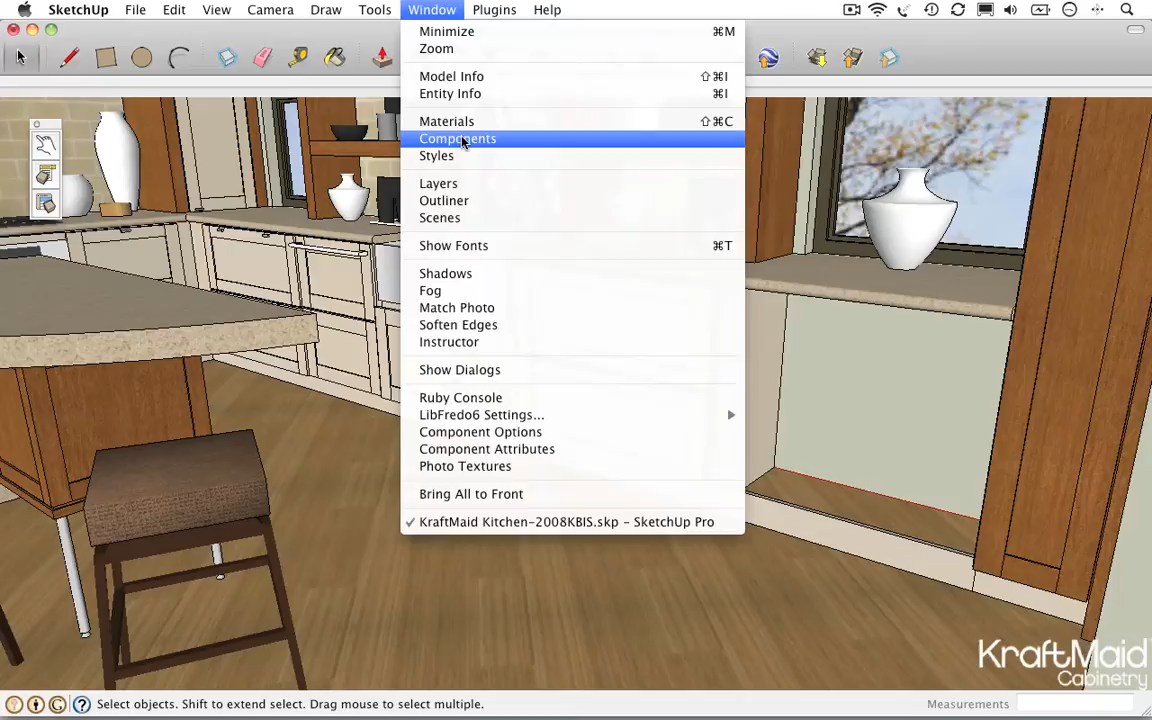 SketchUp File Edit View Camera Draw Tools Window Plugins Help
Minimize ⌘M
Zoom
Model Info ⇧⌘I
Entity Info ⌘I
Materials ⇧⌘C
Components
Styles
Layers
Outliner
Scenes
Show Fonts ⌘T
Shadows
Fog
Match Photo
Soften Edges
Instructor
Show Dialogs
Ruby Console
LibFredo6 Settings...
Component Options
Component Attributes
Photo Textures
Bring All to Front
✓ KraftMaid Kitchen-2008KBIS.skp - SketchUp Pro
KraftMaid
Cabinetry
Select objects. Shift to extend select. Drag mouse to select multiple. Measurements